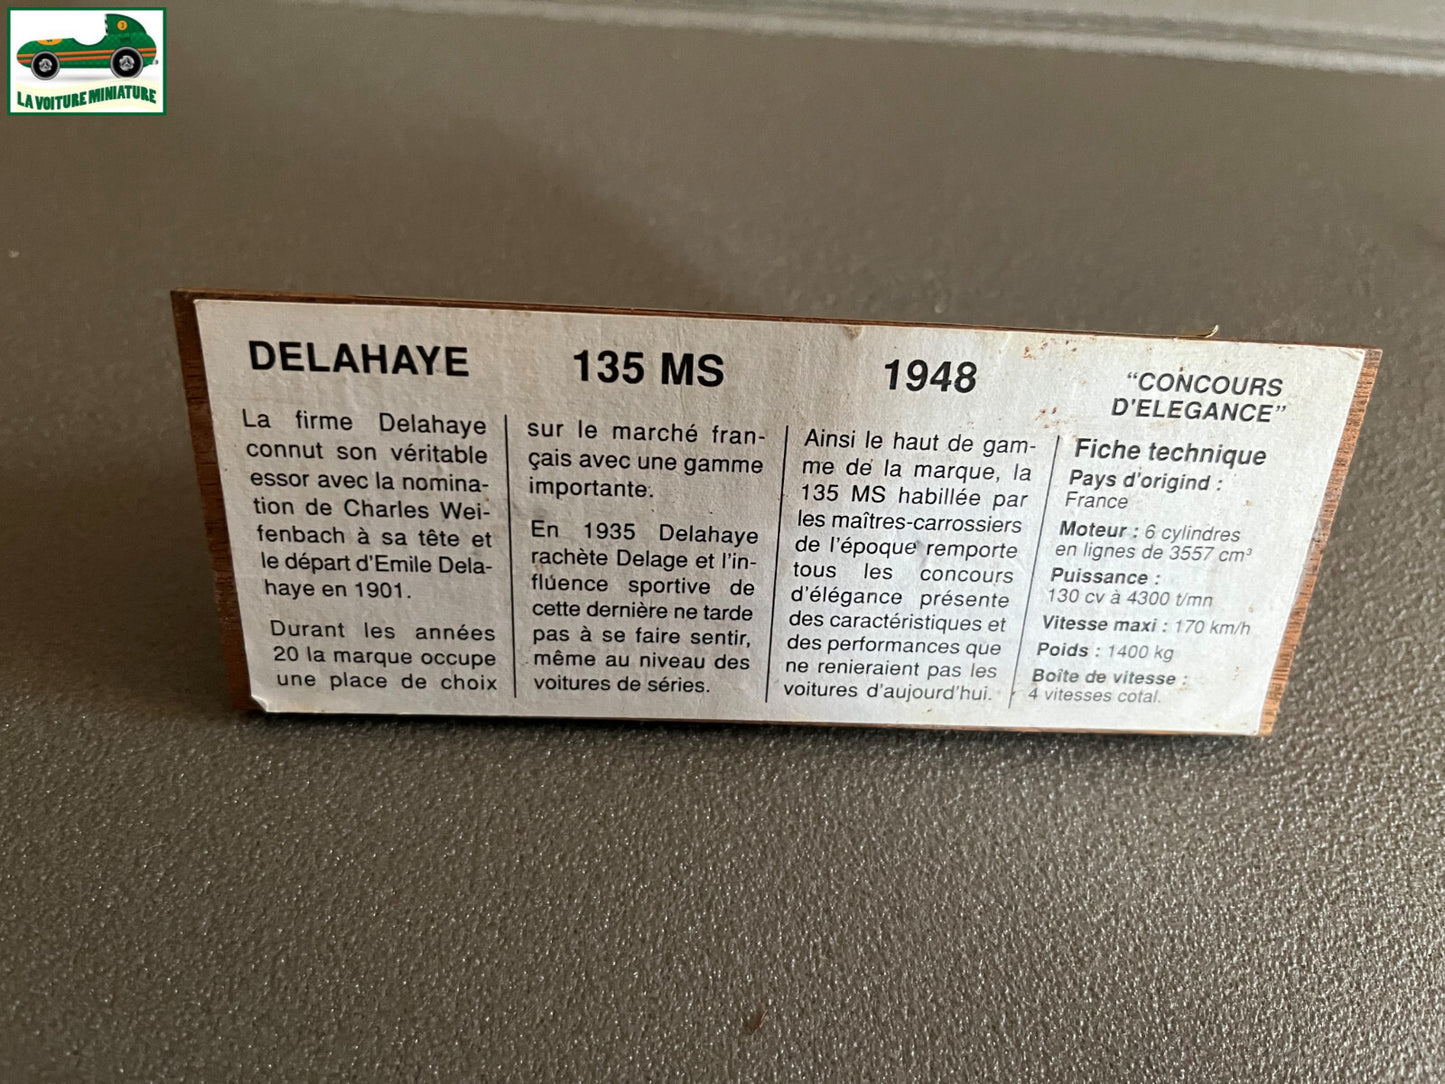 LA VOITURE MINIATURE
DELAHAYE
135 MS
1948
"CONCOURS
D'ELEGANCE"
La firme Delahaye
connut son véritable
essor avec la nomina-
tion de Charles Wei-
fenbach à sa tête et
le départ d'Emile Dela-
haye en 1901.
Durant les années
20 la marque occupe
une place de choix
sur le marché fran-
çais avec une gamme
importante.
En 1935 Delahaye
rachète Delage et l'in-
fluence sportive de
cette dernière ne tarde
pas à se faire sentir,
même au niveau des
voitures de séries.
Ainsi le haut de gam-
me de la marque, la
135 MS habillée par
les maîtres-carrossiers
de l'époque remporte
tous les concours
d'élégance présente
des caractéristiques et
des performances que
ne renieraient pas les
voitures d'aujourd'hui.
Fiche technique
Pays d'origind :
France
Moteur : 6 cylindres
en lignes de 3557 cm³
Puissance :
130 cv à 4300 t/mn
Vitesse maxi : 170 km/h
Poids : 1400 kg
Boîte de vitesse :
4 vitesses cotal.